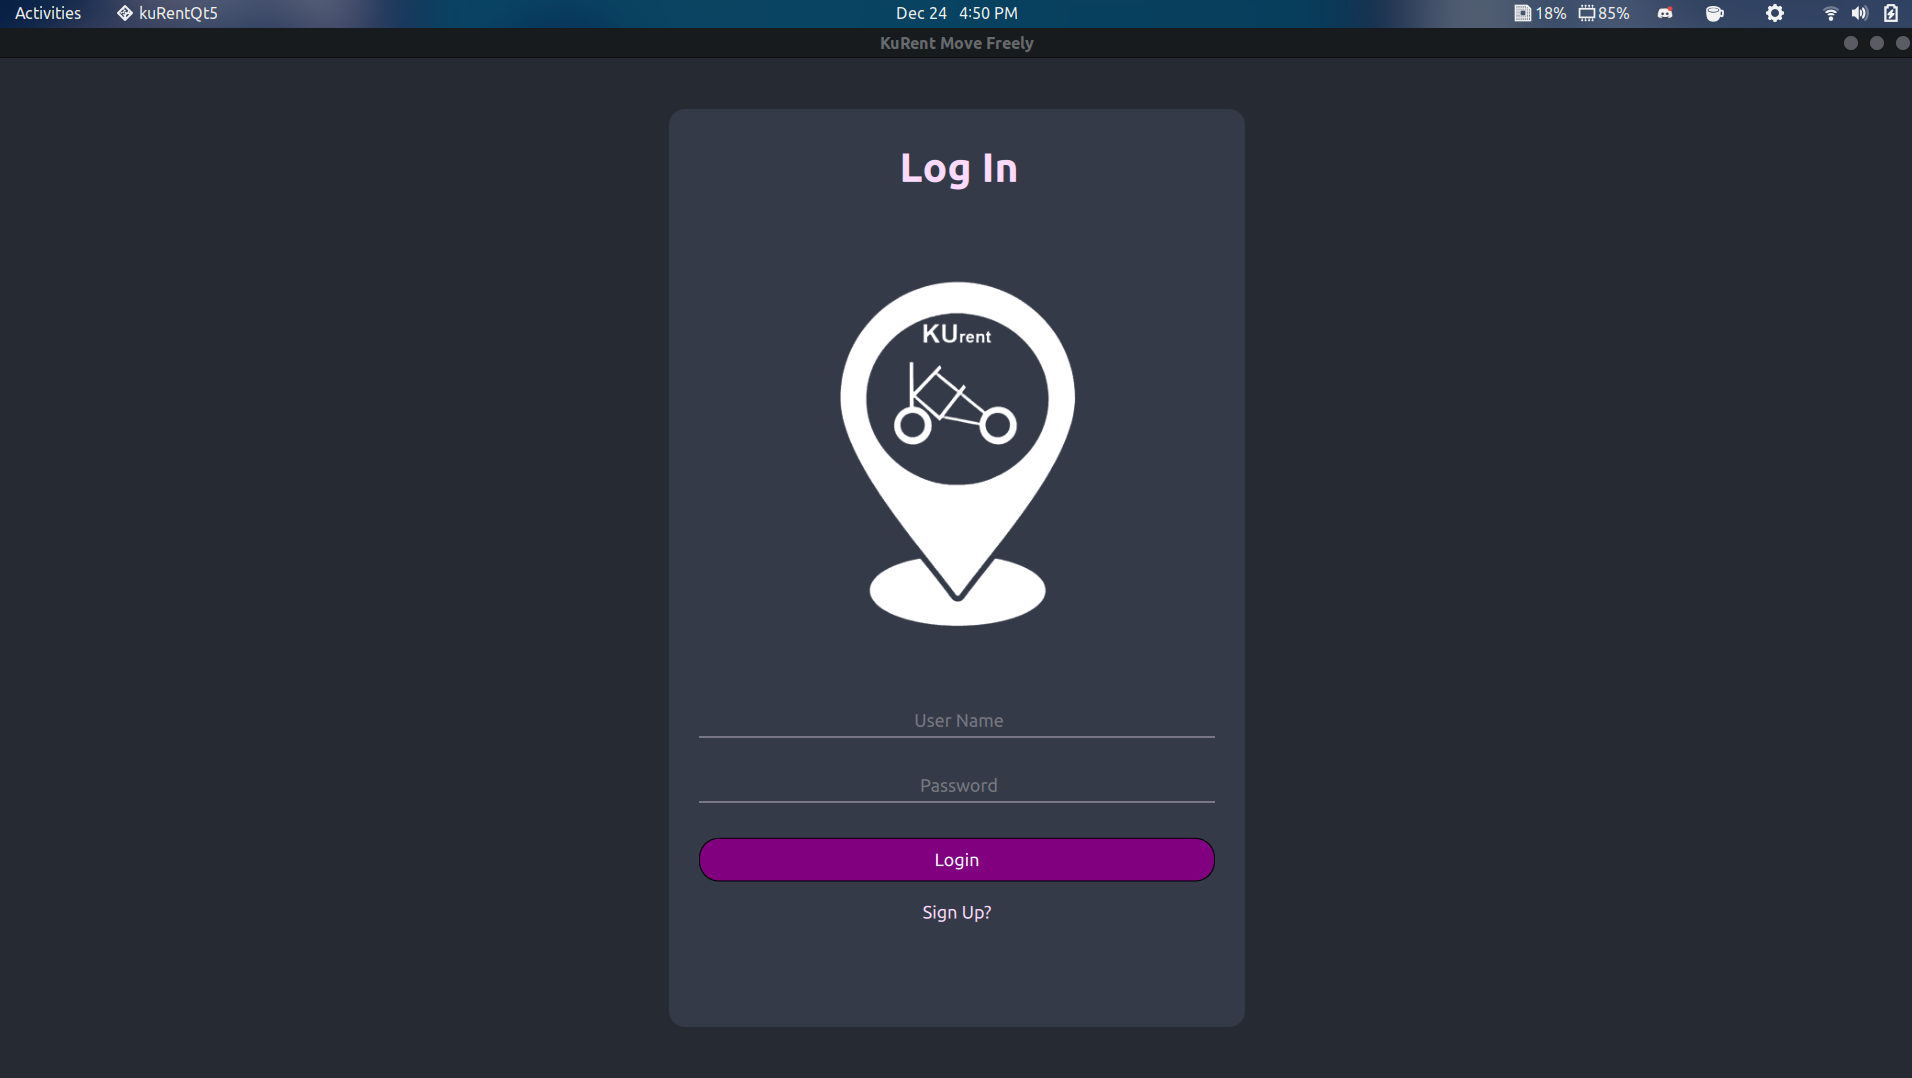 Activities kuRentQt5 Dec 24 4:50 PM 18% 85%
KuRent Move Freely
Log In
KUrent
User Name
Password
Login
Sign Up?